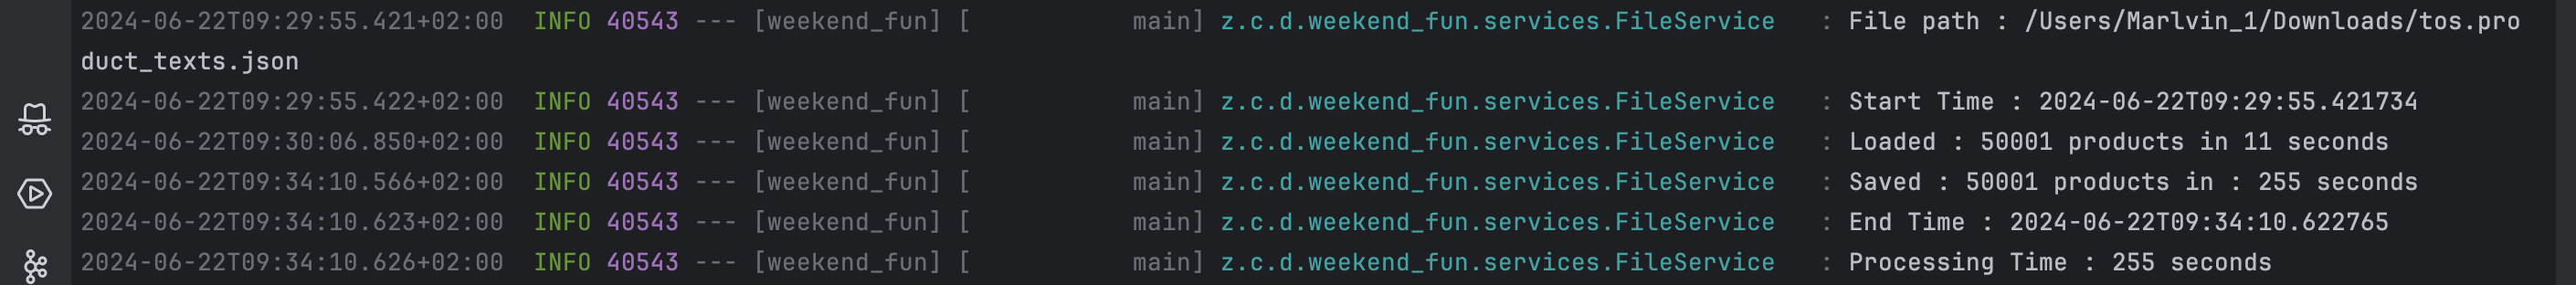 2024-06-22T09:29:55.421+02:00  INFO 40543 --- [weekend_fun] [           main] z.c.d.weekend_fun.services.FileService   : File path : /Users/Marlvin_1/Downloads/tos.pro
duct_texts.json
2024-06-22T09:29:55.422+02:00  INFO 40543 --- [weekend_fun] [           main] z.c.d.weekend_fun.services.FileService   : Start Time : 2024-06-22T09:29:55.421734
2024-06-22T09:30:06.850+02:00  INFO 40543 --- [weekend_fun] [           main] z.c.d.weekend_fun.services.FileService   : Loaded : 50001 products in 11 seconds
2024-06-22T09:34:10.566+02:00  INFO 40543 --- [weekend_fun] [           main] z.c.d.weekend_fun.services.FileService   : Saved : 50001 products in : 255 seconds
2024-06-22T09:34:10.623+02:00  INFO 40543 --- [weekend_fun] [           main] z.c.d.weekend_fun.services.FileService   : End Time : 2024-06-22T09:34:10.622765
2024-06-22T09:34:10.626+02:00  INFO 40543 --- [weekend_fun] [           main] z.c.d.weekend_fun.services.FileService   : Processing Time : 255 seconds